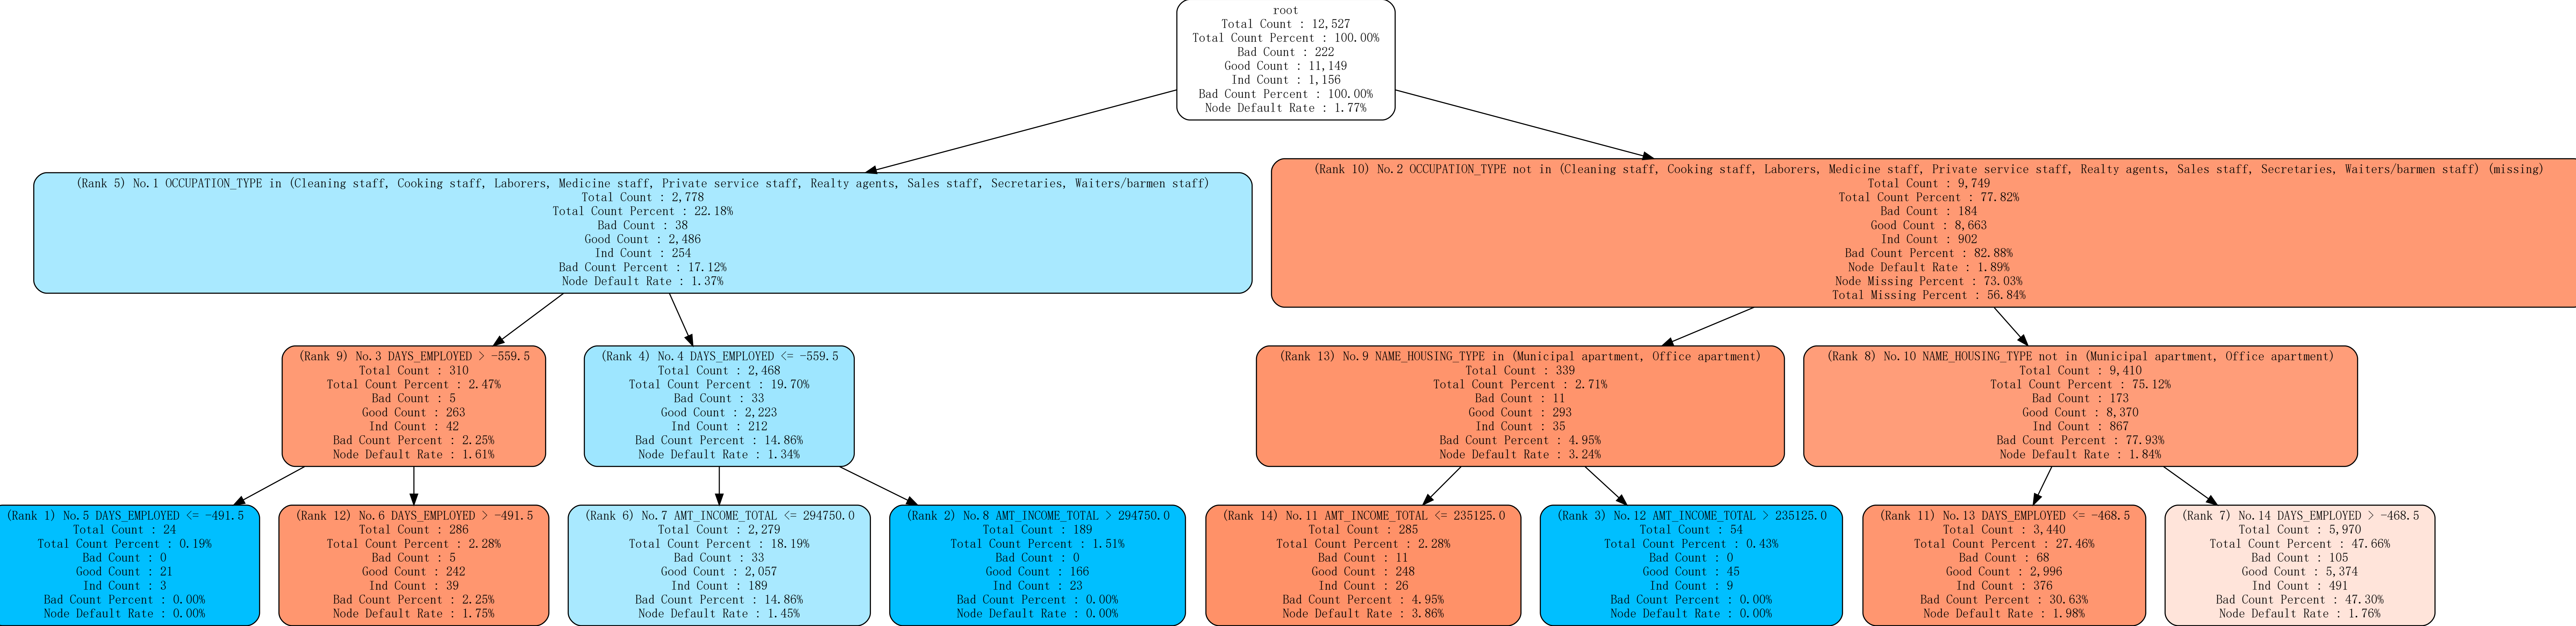 root
Total Count : 12,527
Total Count Percent : 100.00%
Bad Count : 222
Good Count : 11,149
Ind Count : 1,156
Bad Count Percent : 100.00%
Node Default Rate : 1.77%
(Rank 5) No.1 OCCUPATION_TYPE in (Cleaning staff, Cooking staff, Laborers, Medicine staff, Private service staff, Realty agents, Sales staff, Secretaries, Waiters/barmen staff)
Total Count : 2,778
Total Count Percent : 22.18%
Bad Count : 38
Good Count : 2,486
Ind Count : 254
Bad Count Percent : 17.12%
Node Default Rate : 1.37%
(Rank 10) No.2 OCCUPATION_TYPE not in (Cleaning staff, Cooking staff, Laborers, Medicine staff, Private service staff, Realty agents, Sales staff, Secretaries, Waiters/barmen staff) (missing)
Total Count : 9,749
Total Count Percent : 77.82%
Bad Count : 184
Good Count : 8,663
Ind Count : 902
Bad Count Percent : 82.88%
Node Default Rate : 1.89%
Node Missing Percent : 73.03%
Total Missing Percent : 56.84%
(Rank 9) No.3 DAYS_EMPLOYED > -559.5
Total Count : 310
Total Count Percent : 2.47%
Bad Count : 5
Good Count : 263
Ind Count : 42
Bad Count Percent : 2.25%
Node Default Rate : 1.61%
(Rank 4) No.4 DAYS_EMPLOYED <= -559.5
Total Count : 2,468
Total Count Percent : 19.70%
Bad Count : 33
Good Count : 2,223
Ind Count : 212
Bad Count Percent : 14.86%
Node Default Rate : 1.34%
(Rank 13) No.9 NAME_HOUSING_TYPE in (Municipal apartment, Office apartment)
Total Count : 339
Total Count Percent : 2.71%
Bad Count : 11
Good Count : 293
Ind Count : 35
Bad Count Percent : 4.95%
Node Default Rate : 3.24%
(Rank 8) No.10 NAME_HOUSING_TYPE not in (Municipal apartment, Office apartment)
Total Count : 9,410
Total Count Percent : 75.12%
Bad Count : 173
Good Count : 8,370
Ind Count : 867
Bad Count Percent : 77.93%
Node Default Rate : 1.84%
(Rank 1) No.5 DAYS_EMPLOYED <= -491.5
Total Count : 24
Total Count Percent : 0.19%
Bad Count : 0
Good Count : 21
Ind Count : 3
Bad Count Percent : 0.00%
Node Default Rate : 0.00%
(Rank 12) No.6 DAYS_EMPLOYED > -491.5
Total Count : 286
Total Count Percent : 2.28%
Bad Count : 5
Good Count : 242
Ind Count : 39
Bad Count Percent : 2.25%
Node Default Rate : 1.75%
(Rank 6) No.7 AMT_INCOME_TOTAL <= 294750.0
Total Count : 2,279
Total Count Percent : 18.19%
Bad Count : 33
Good Count : 2,057
Ind Count : 189
Bad Count Percent : 14.86%
Node Default Rate : 1.45%
(Rank 2) No.8 AMT_INCOME_TOTAL > 294750.0
Total Count : 189
Total Count Percent : 1.51%
Bad Count : 0
Good Count : 166
Ind Count : 23
Bad Count Percent : 0.00%
Node Default Rate : 0.00%
(Rank 14) No.11 AMT_INCOME_TOTAL <= 235125.0
Total Count : 285
Total Count Percent : 2.28%
Bad Count : 11
Good Count : 248
Ind Count : 26
Bad Count Percent : 4.95%
Node Default Rate : 3.86%
(Rank 3) No.12 AMT_INCOME_TOTAL > 235125.0
Total Count : 54
Total Count Percent : 0.43%
Bad Count : 0
Good Count : 45
Ind Count : 9
Bad Count Percent : 0.00%
Node Default Rate : 0.00%
(Rank 11) No.13 DAYS_EMPLOYED <= -468.5
Total Count : 3,440
Total Count Percent : 27.46%
Bad Count : 68
Good Count : 2,996
Ind Count : 376
Bad Count Percent : 30.63%
Node Default Rate : 1.98%
(Rank 7) No.14 DAYS_EMPLOYED > -468.5
Total Count : 5,970
Total Count Percent : 47.66%
Bad Count : 105
Good Count : 5,374
Ind Count : 491
Bad Count Percent : 47.30%
Node Default Rate : 1.76%